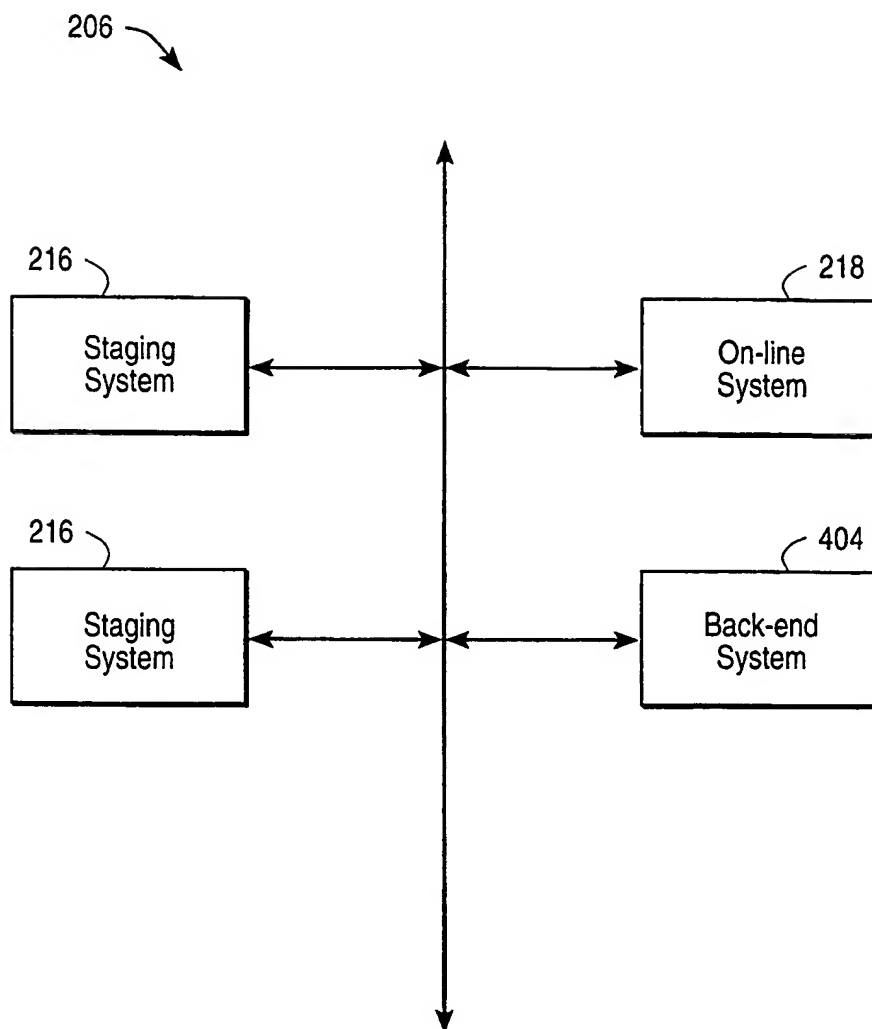 206
216
218
Staging
System
On-line
System
216
404
Staging
System
Back-end
System